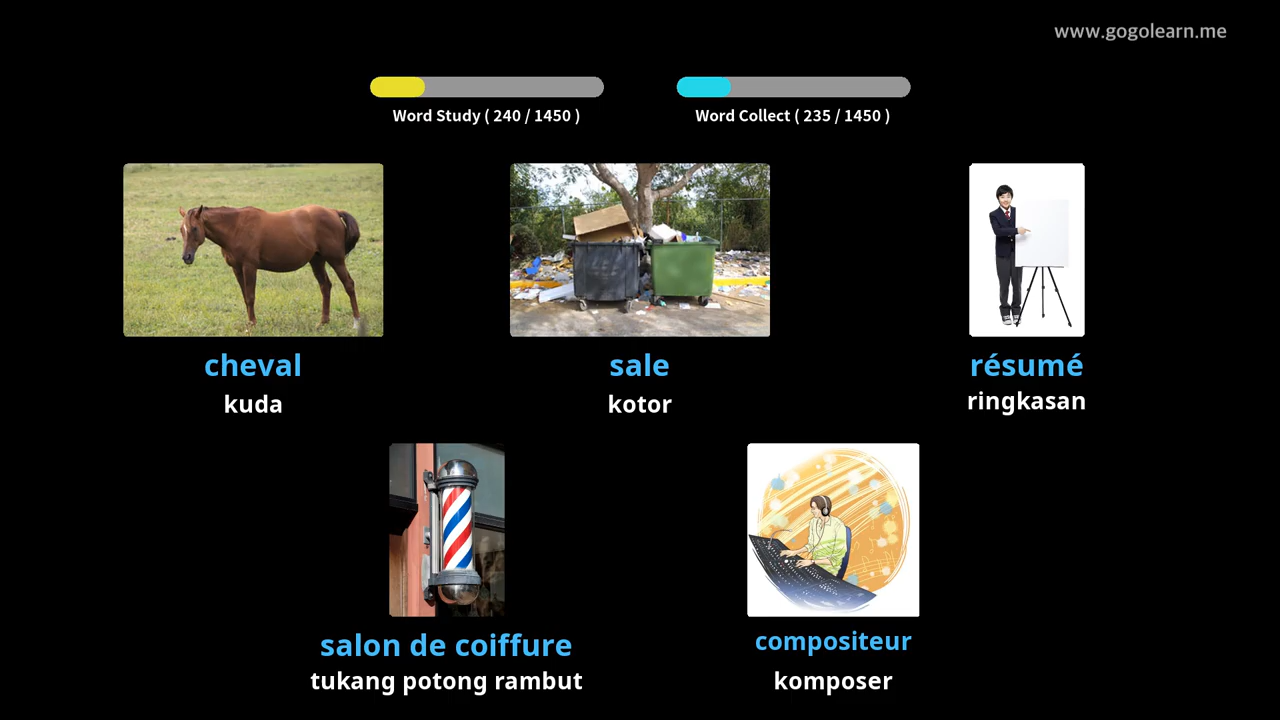 www.gogolearn.me
Word Study ( 240 / 1450 )
Word Collect ( 235 / 1450 )
cheval
kuda
sale
kotor
résumé
ringkasan
salon de coiffure
tukang potong rambut
compositeur
komposer